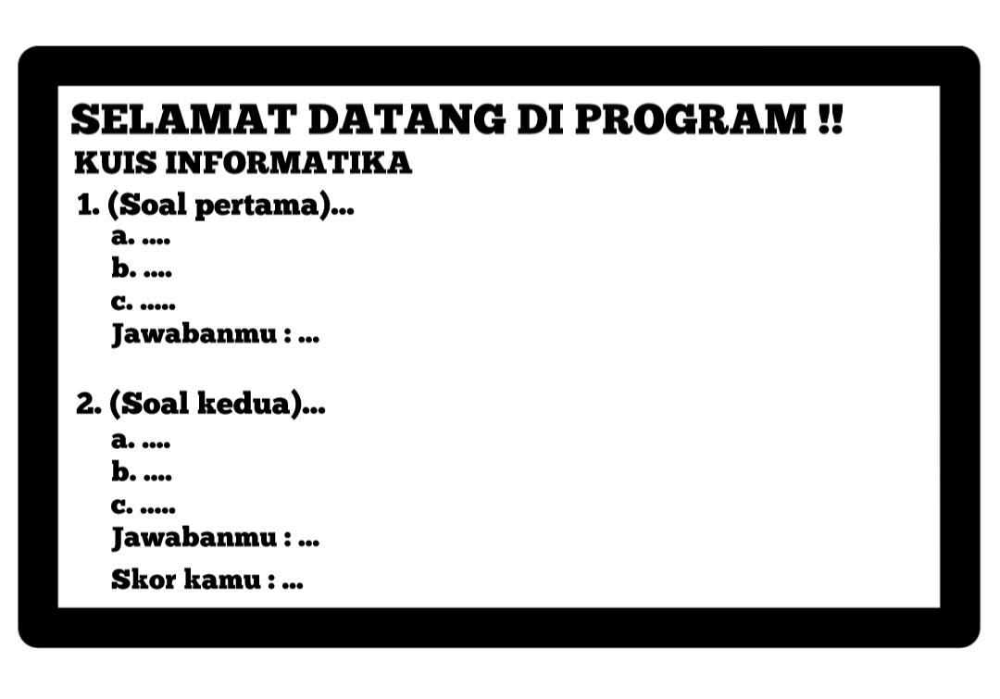 SELAMAT DATANG DI PROGRAM !!
KUIS INFORMATIKA
1. (Soal pertama)...
a. ....
b. ....
c. .....
Jawabanmu : ...
2. (Soal kedua)...
a. ....
b. ....
c. .....
Jawabanmu : ...
Skor kamu : ...